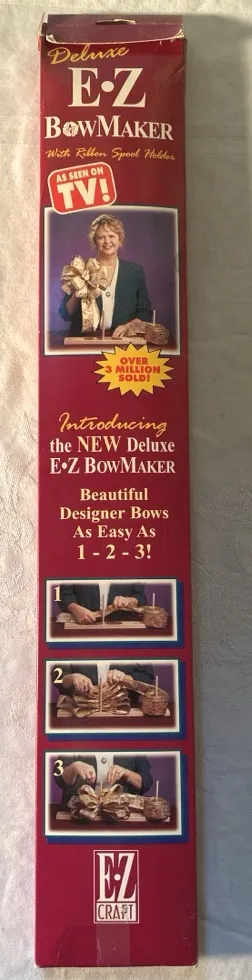 Deluxe
E•Z
BOWMAKER
With Ribbon Spool Holder
AS SEEN ON
TV!
OVER
3 MILLION
SOLD!
Introducing
the NEW Deluxe
E•Z BOWMAKER
Beautiful
Designer Bows
As Easy As
1 - 2 - 3!
1
2
3
E•Z
CRAFT